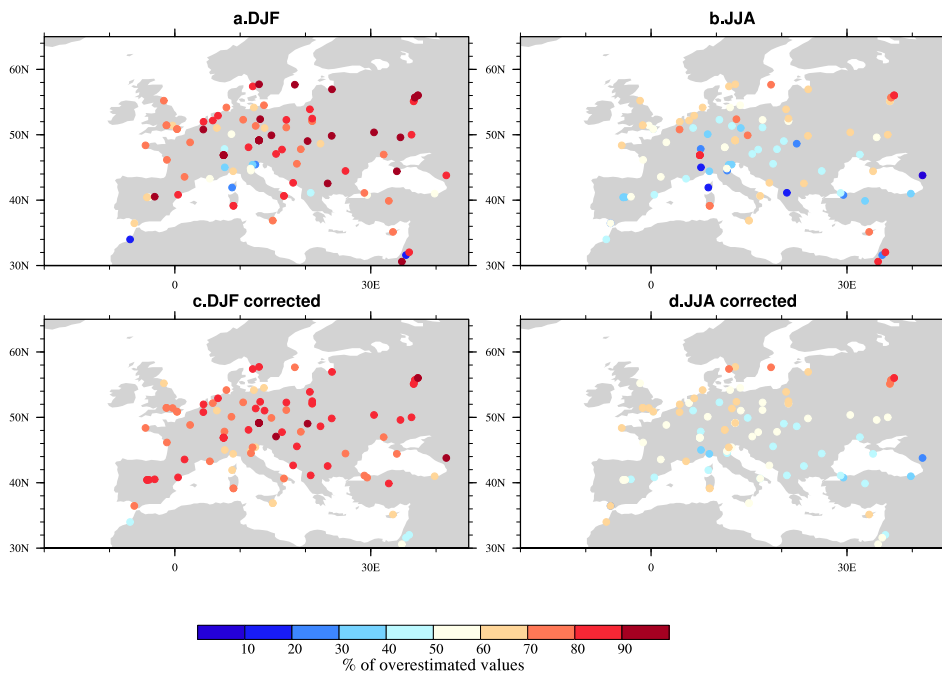 a.DJF
b.JJA
60N
50N
40N
30N
0
30E
60N
50N
40N
30N
0
30E
c.DJF corrected
d.JJA corrected
60N
50N
40N
30N
0
30E
60N
50N
40N
30N
0
30E
10 20 30 40 50 60 70 80 90
% of overestimated values